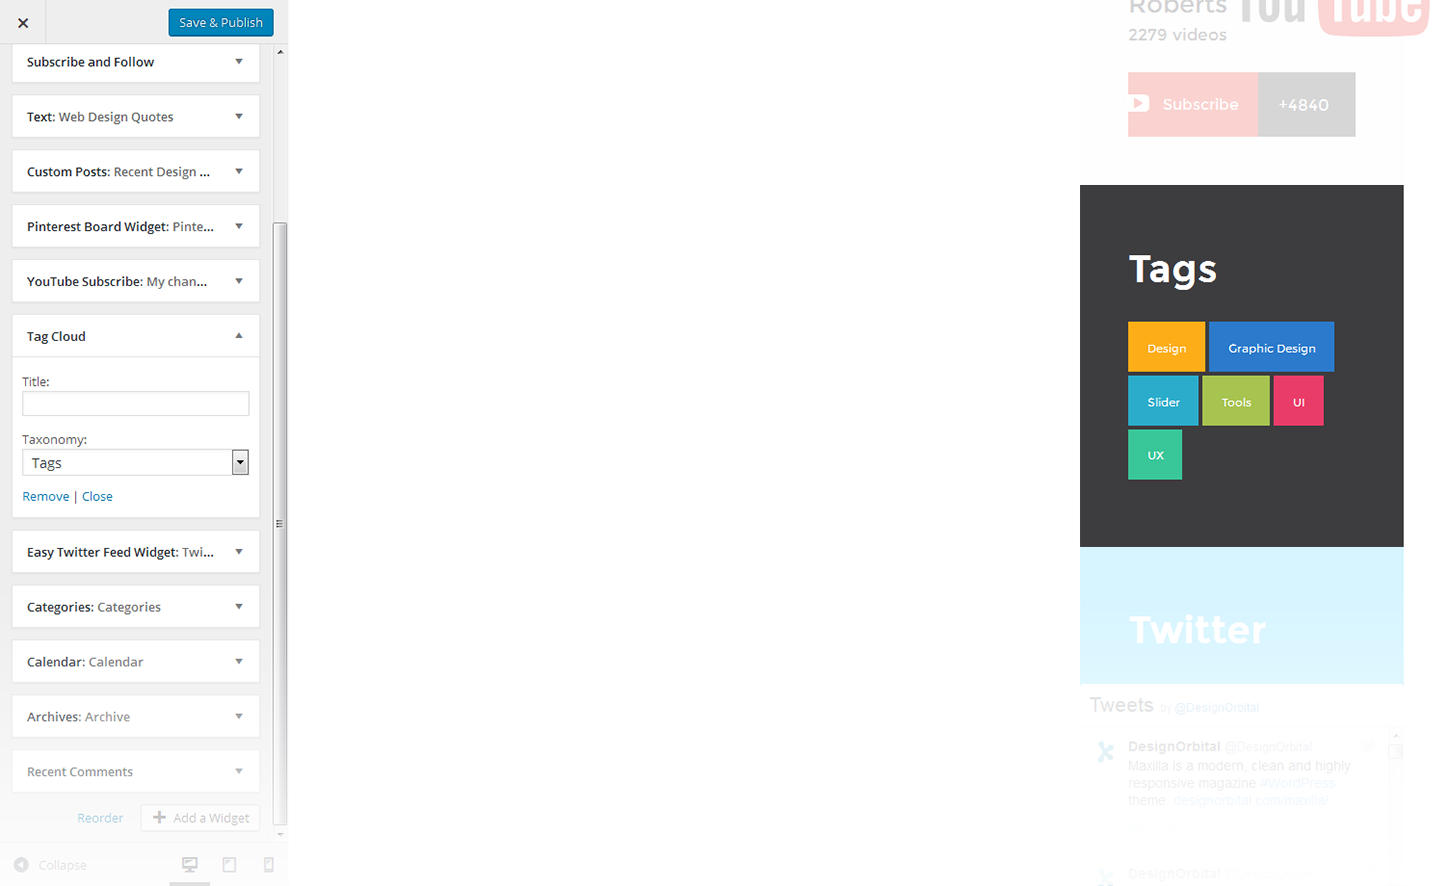 Save & Publish
Subscribe and Follow
Text: Web Design Quotes
Custom Posts: Recent Design ...
Pinterest Board Widget: Pinte...
YouTube Subscribe: My chan...
Tag Cloud
Title:
Taxonomy:
Tags
Remove | Close
Easy Twitter Feed Widget: Twi...
Categories: Categories
Calendar: Calendar
Archives: Archive
Recent Comments
Reorder
Add a Widget
Collapse
Roberts
You Tube
2279 videos
Subscribe
+4840
Tags
Design
Graphic Design
Slider
Tools
UI
UX
Twitter
Tweets by @DesignOrbital
DesignOrbital @DesignOrbital
Maxilla is a modern, clean and highly
responsive magazine #WordPress
theme. designorbital.com/maxilla/
DesignOrbital @DesignOrbital